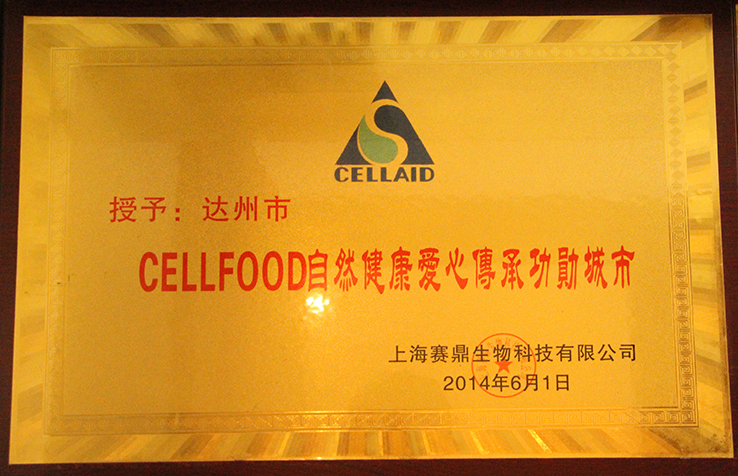 CELLAID
授予：达州市
CELLFOOD自然健康爱心傳承功勋城市
上海赛鼎生物科技有限公司
2014年6月1日